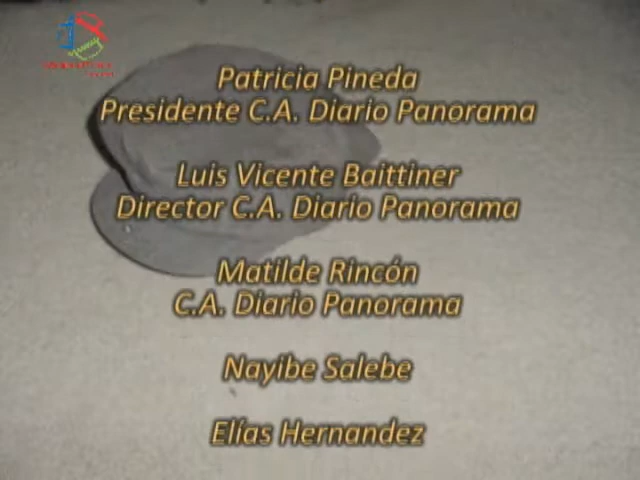 Patricia Pineda
Presidente C.A. Diario Panorama
Luis Vicente Baittiner
Director C.A. Diario Panorama
Matilde Rincón
C.A. Diario Panorama
Nayibe Salebe
Elías Hernandez